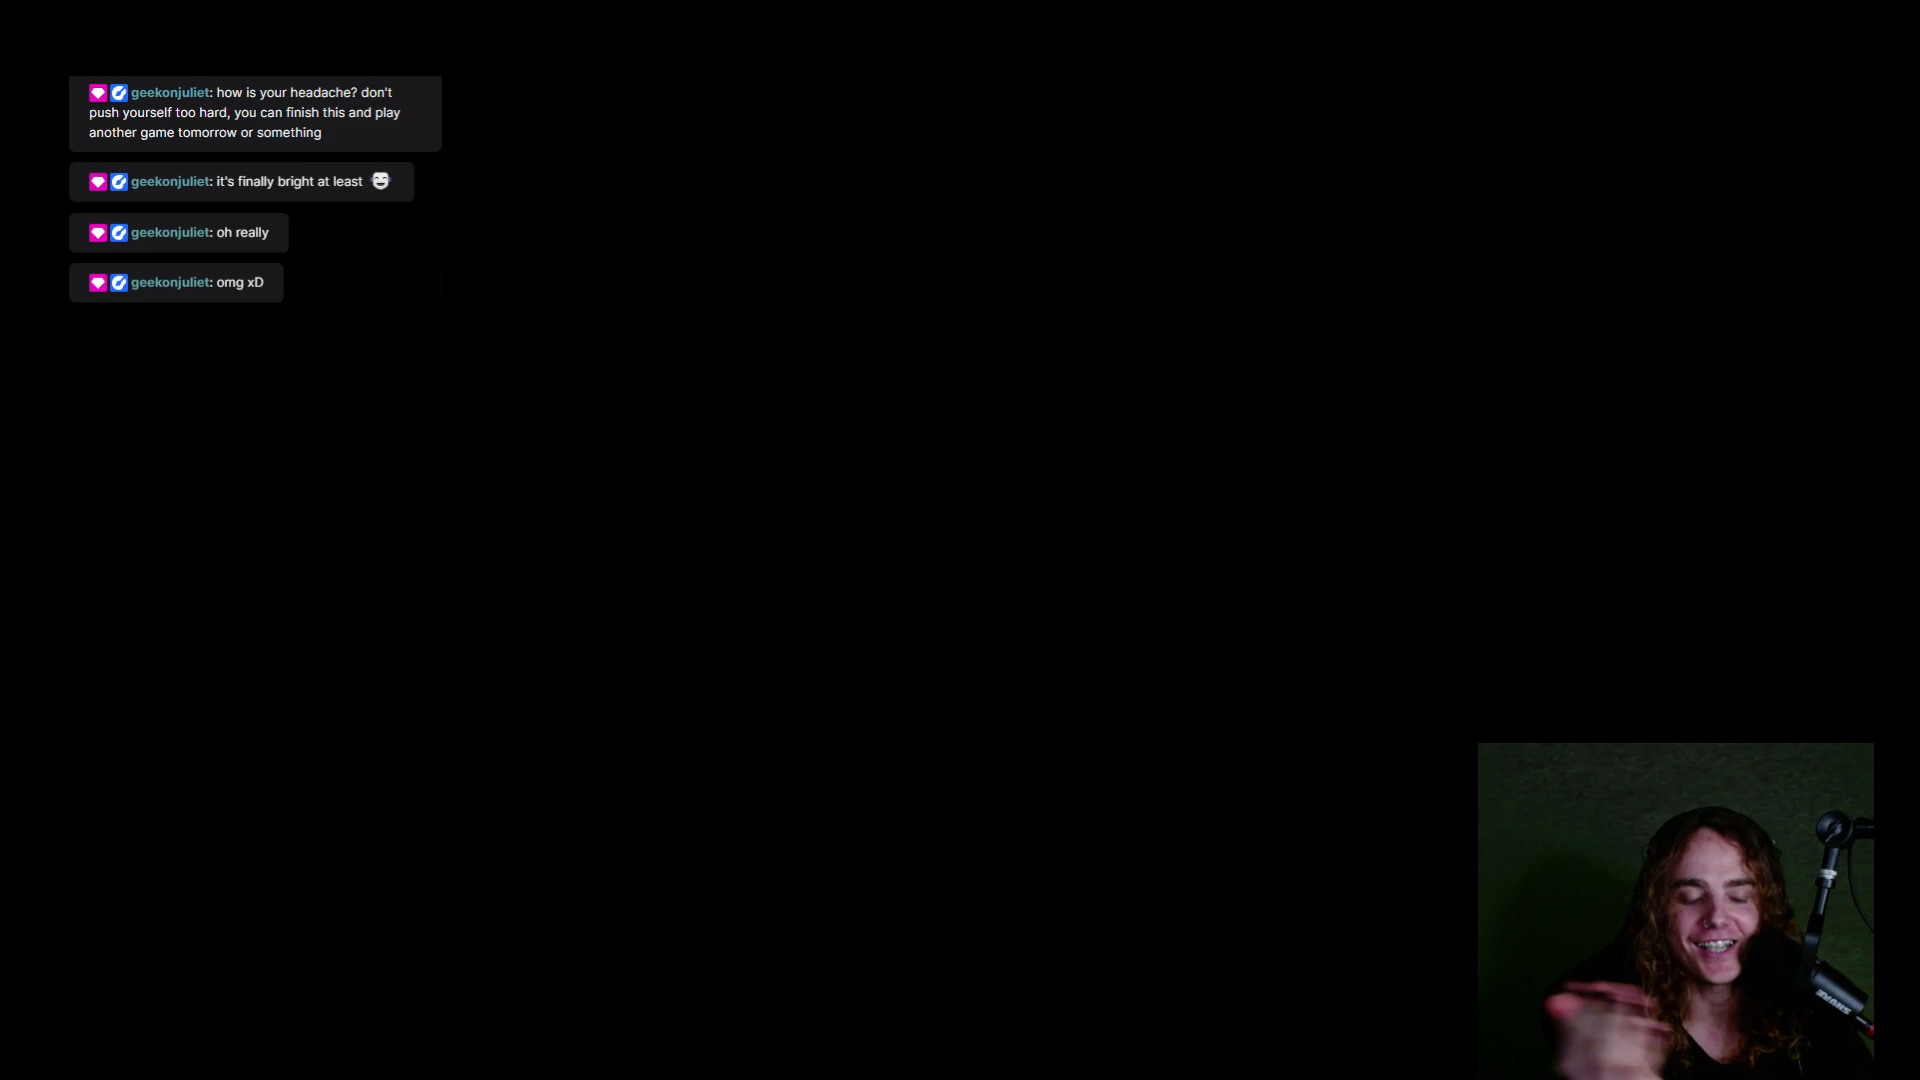 geekonjuliet: how is your headache? don't
push yourself too hard, you can finish this and play
another game tomorrow or something
geekonjuliet: it's finally bright at least
geekonjuliet: oh really
geekonjuliet: omg xD
SHURE